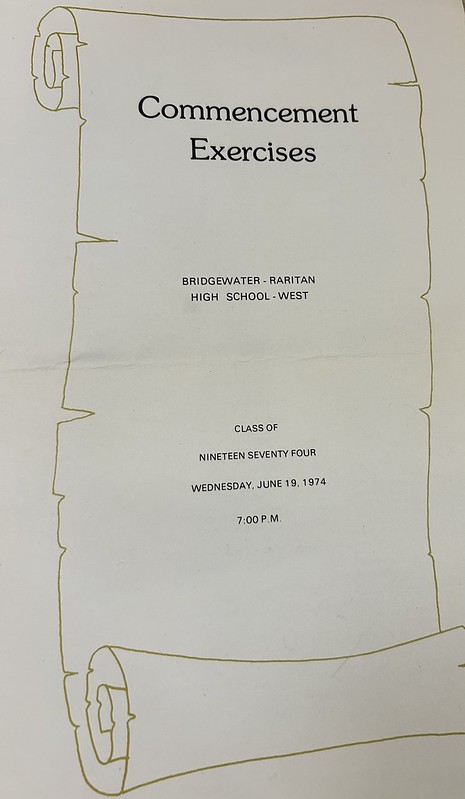 Commencement
Exercises
BRIDGEWATER - RARITAN
HIGH SCHOOL - WEST
CLASS OF
NINETEEN SEVENTY FOUR
WEDNESDAY, JUNE 19, 1974
7:00 P.M.